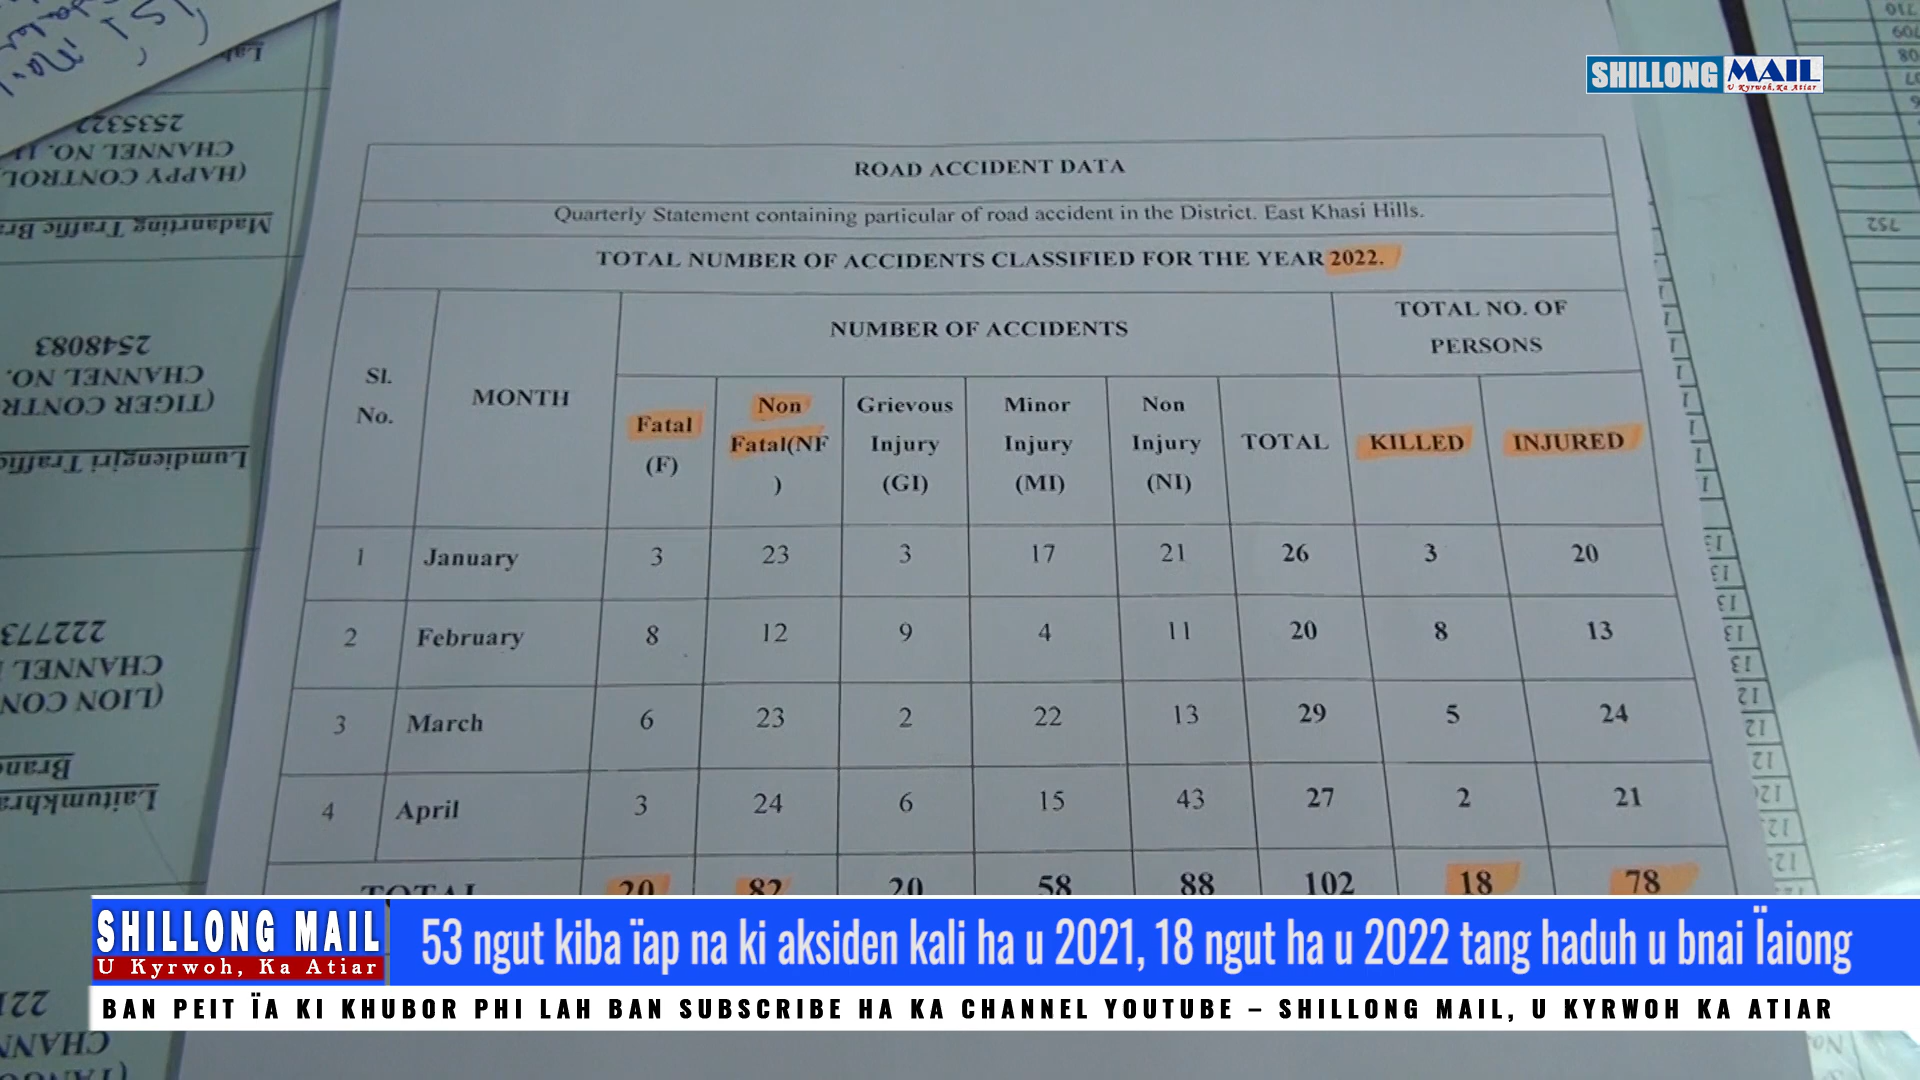 SHILLONG MAIL
U Kyrwoh, Ka Atiar
ROAD ACCIDENT DATA
Quarterly Statement containing particular of road accident in the District. East Khasi Hills.
TOTAL NUMBER OF ACCIDENTS CLASSIFIED FOR THE YEAR 2022.
Sl. No. MONTH NUMBER OF ACCIDENTS TOTAL NO. OF PERSONS
Fatal (F) Non Fatal(NF) Grievous Injury (GI) Minor Injury (MI) Non Injury (NI) TOTAL KILLED INJURED
1 January 3 23 3 17 21 26 3 20
2 February 8 12 9 4 11 20 8 13
3 March 6 23 2 22 13 29 5 24
4 April 3 24 6 15 43 27 2 21
TOTAL 20 82 20 58 88 102 18 78
Madanrting Traffic
(HAPPY CONTROL
CHANNEL NO.
2535322
Lumdiengjri Traffic
(TIGER
CHANNEL NO.
2548083
(LION
CHANNEL
222773
752
SHILLONG MAIL
U Kyrwoh, Ka Atiar
53 ngut kiba ïap na ki aksiden kali ha u 2021, 18 ngut ha u 2022 tang haduh u bnai Ïaiong
BAN PEIT ÏA KI KHUBOR PHI LAH BAN SUBSCRIBE HA KA CHANNEL YOUTUBE – SHILLONG MAIL, U KYRWOH KA ATIAR